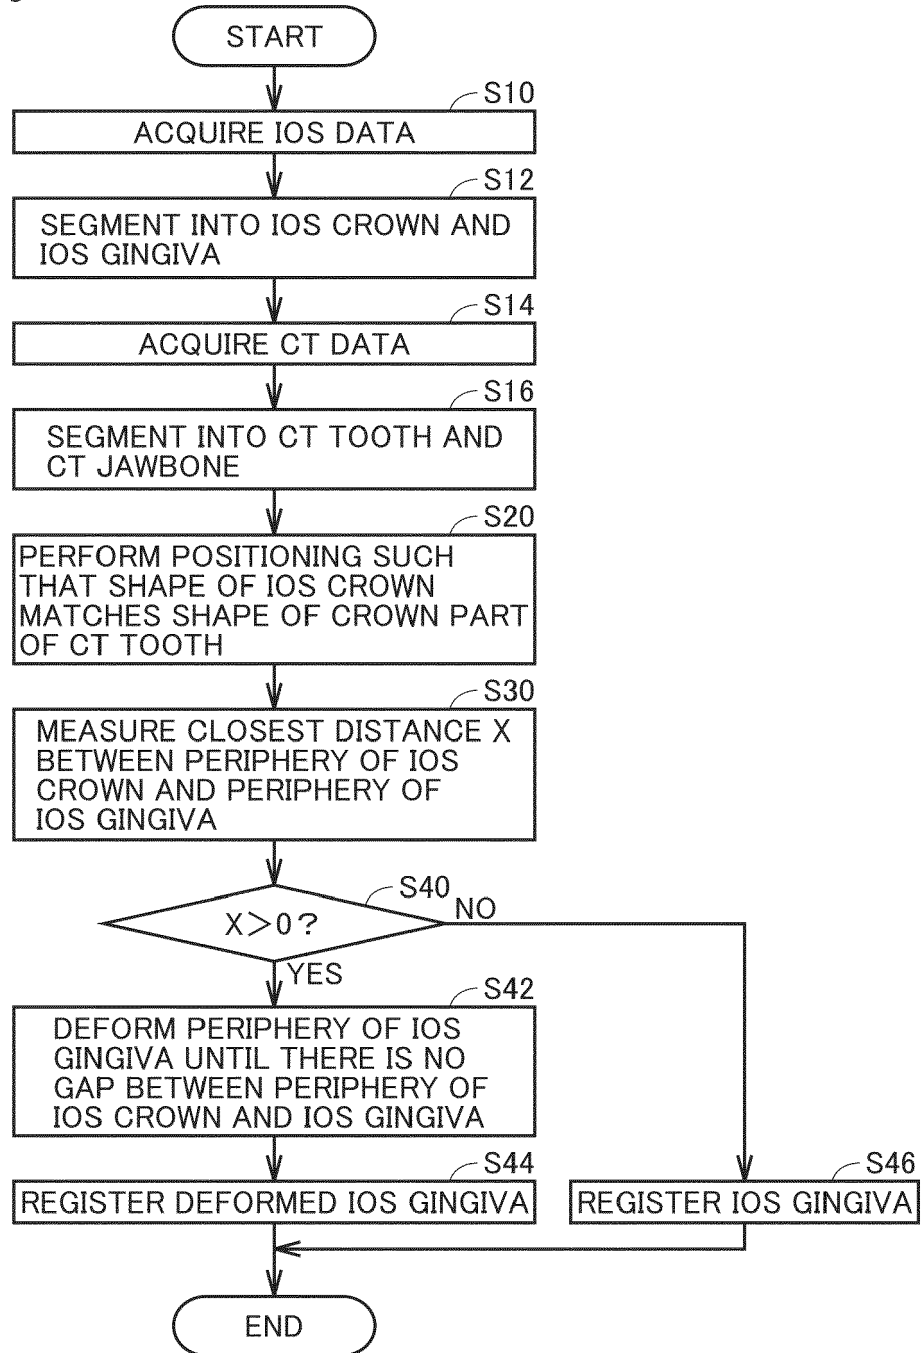 START
S10
ACQUIRE IOS DATA
S12
SEGMENT INTO IOS CROWN AND
IOS GINGIVA
S14
ACQUIRE CT DATA
S16
SEGMENT INTO CT TOOTH AND
CT JAWBONE
S20
PERFORM POSITIONING SUCH
THAT SHAPE OF IOS CROWN
MATCHES SHAPE OF CROWN PART
OF CT TOOTH
S30
MEASURE CLOSEST DISTANCE X
BETWEEN PERIPHERY OF IOS
CROWN AND PERIPHERY OF
IOS GINGIVA
S40
X>0?
NO
YES
S42
DEFORM PERIPHERY OF IOS
GINGIVA UNTIL THERE IS NO
GAP BETWEEN PERIPHERY OF
IOS CROWN AND IOS GINGIVA
S44
REGISTER DEFORMED IOS GINGIVA
S46
REGISTER IOS GINGIVA
END